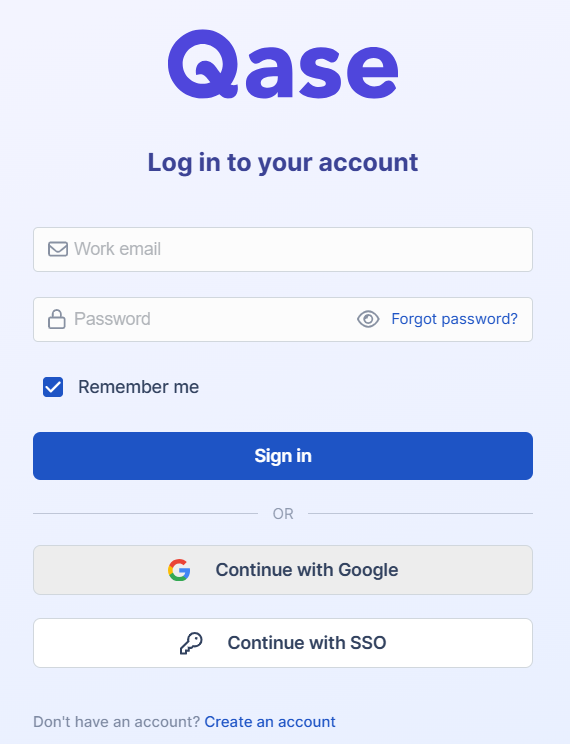 Qase
Log in to your account
Work email
Password
Forgot password?
Remember me
Sign in
OR
Continue with Google
Continue with SSO
Don't have an account? Create an account